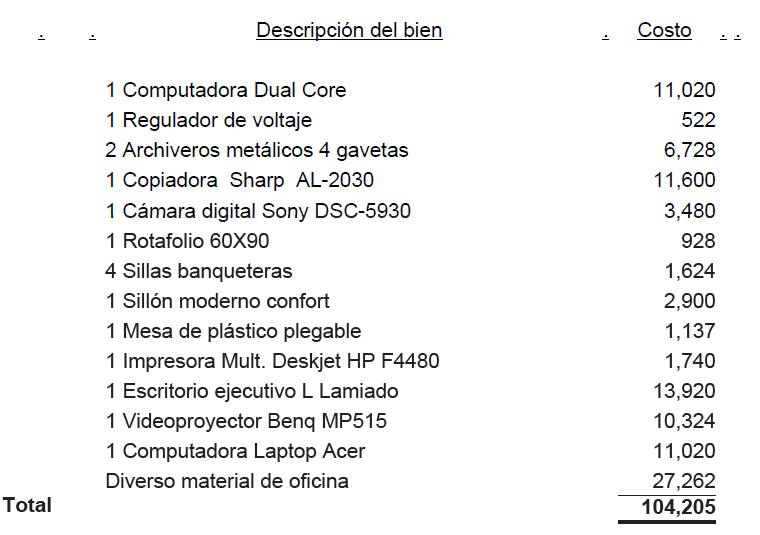 . . Descripción del bien . Costo . .
1 Computadora Dual Core 11,020
1 Regulador de voltaje 522
2 Archiveros metálicos 4 gavetas 6,728
1 Copiadora Sharp AL-2030 11,600
1 Cámara digital Sony DSC-5930 3,480
1 Rotafolio 60X90 928
4 Sillas banqueteras 1,624
1 Sillón moderno confort 2,900
1 Mesa de plástico plegable 1,137
1 Impresora Mult. Deskjet HP F4480 1,740
1 Escritorio ejecutivo L Lamiado 13,920
1 Videoproyector Benq MP515 10,324
1 Computadora Laptop Acer 11,020
Diverso material de oficina 27,262
Total 104,205